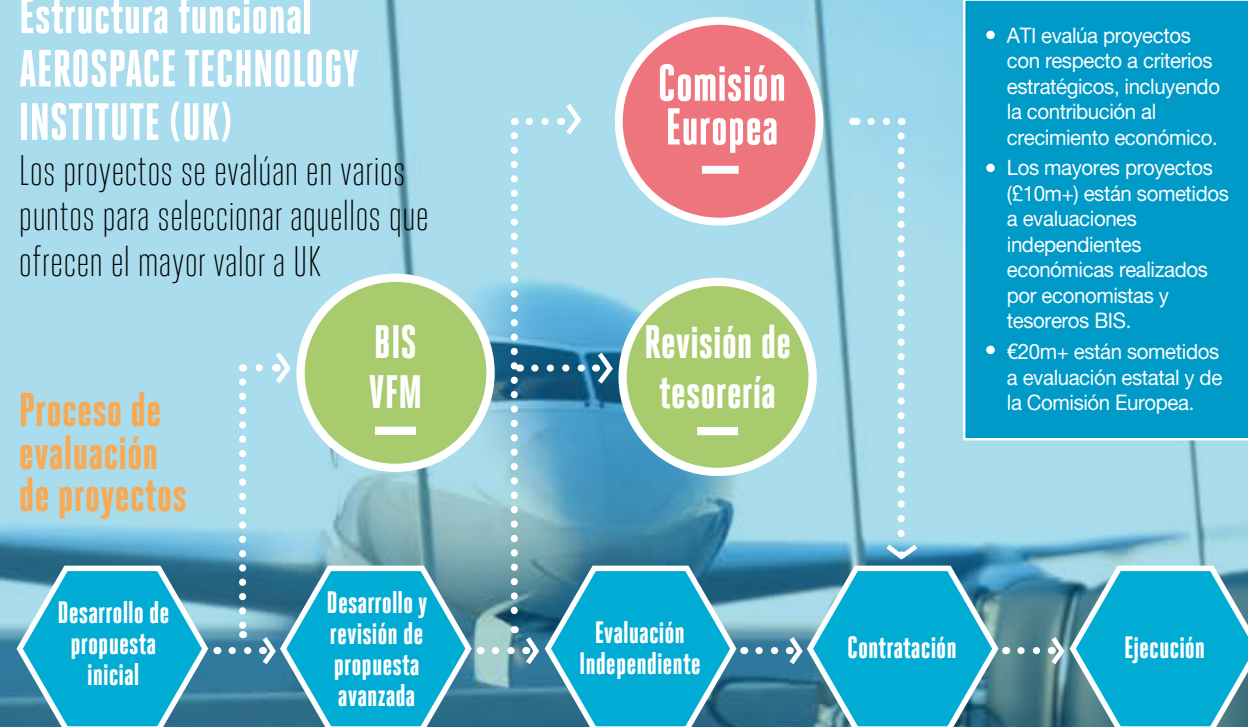 Estructura funcional
AEROSPACE TECHNOLOGY
INSTITUTE (UK)
Los proyectos se evalúan en varios
puntos para seleccionar aquellos que
ofrecen el mayor valor a UK
Proceso de
evaluación
de proyectos
Comisión
Europea
BIS
VFM
Revisión de
tesorería
• ATI evalúa proyectos
con respecto a criterios
estratégicos, incluyendo
la contribución al
crecimiento económico.
• Los mayores proyectos
(£10m+) están sometidos
a evaluaciones
independientes
económicas realizados
por economistas y
tesoreros BIS.
• €20m+ están sometidos
a evaluación estatal y de
la Comisión Europea.
Desarrollo de
propuesta
inicial
Desarrollo y
revisión de
propuesta
avanzada
Evaluación
Independiente
Contratación
Ejecución